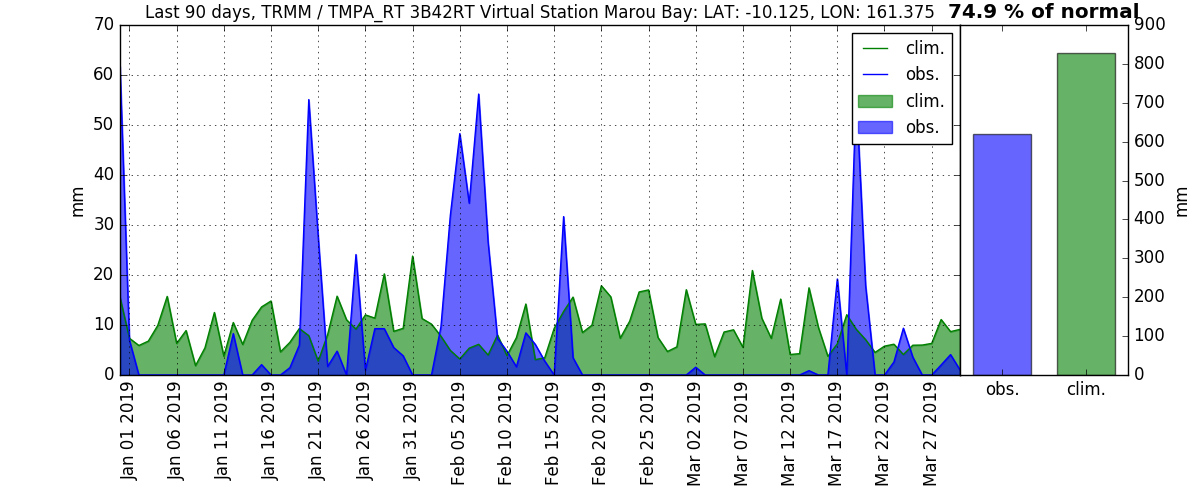 Last 90 days, TRMM / TMPA_RT 3B42RT Virtual Station Marou Bay: LAT: -10.125, LON: 161.375 74.9 % of normal
70
60
50
40
30
20
10
0
mm
clim.
obs.
clim.
obs.
Jan 01 2019
Jan 06 2019
Jan 11 2019
Jan 16 2019
Jan 21 2019
Jan 26 2019
Jan 31 2019
Feb 05 2019
Feb 10 2019
Feb 15 2019
Feb 20 2019
Feb 25 2019
Mar 02 2019
Mar 07 2019
Mar 12 2019
Mar 17 2019
Mar 22 2019
Mar 27 2019
900
800
700
600
500
400
300
200
100
0
mm
obs.
clim.